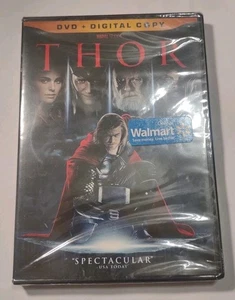 DVD + DIGITAL COPY
THOR
Walmart
"SPECTACULAR"
USA TODAY